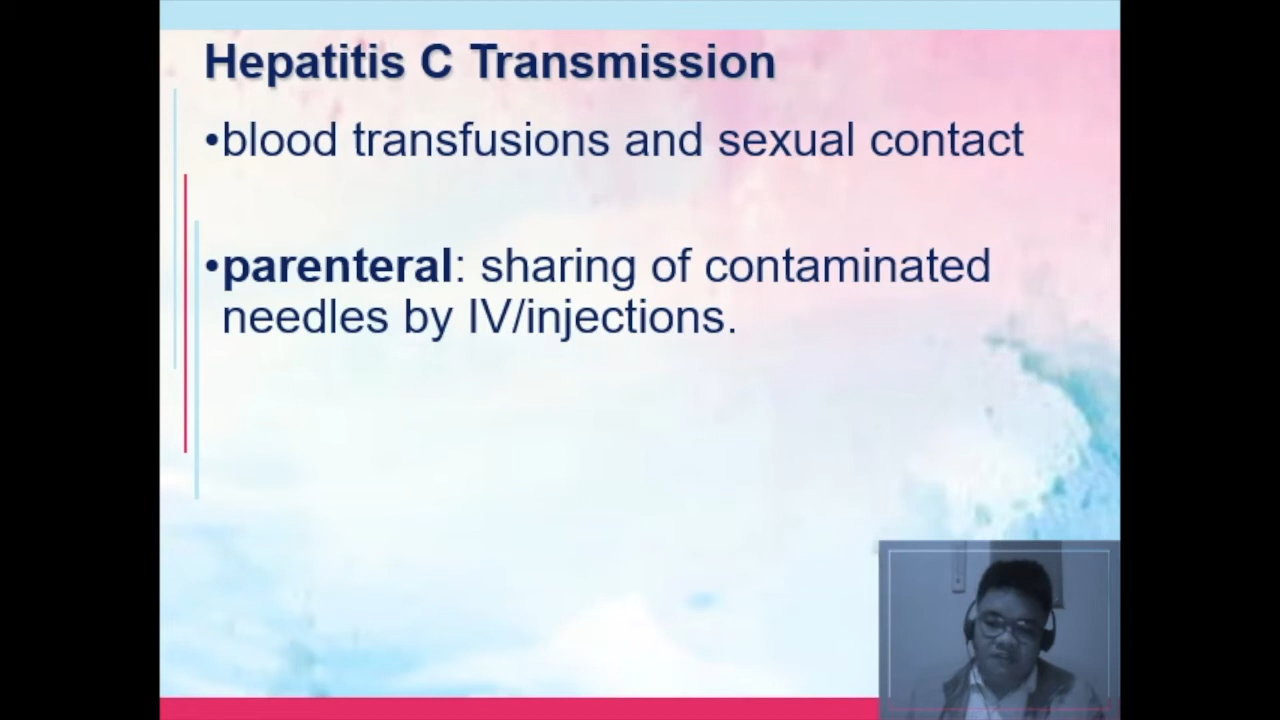 Hepatitis C Transmission
•blood transfusions and sexual contact
•parenteral: sharing of contaminated
needles by IV/injections.